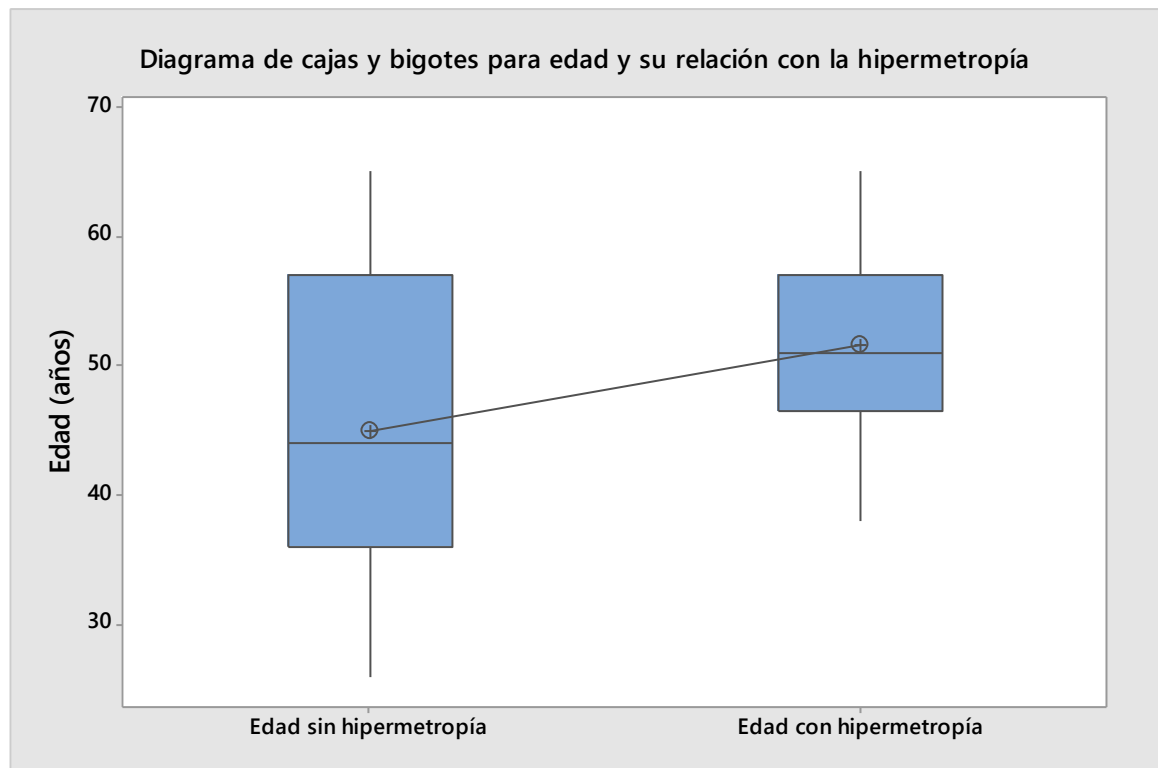 Diagrama de cajas y bigotes para edad y su relación con la hipermetropía
70
60
50
40
30
Edad (años)
Edad sin hipermetropía
Edad con hipermetropía